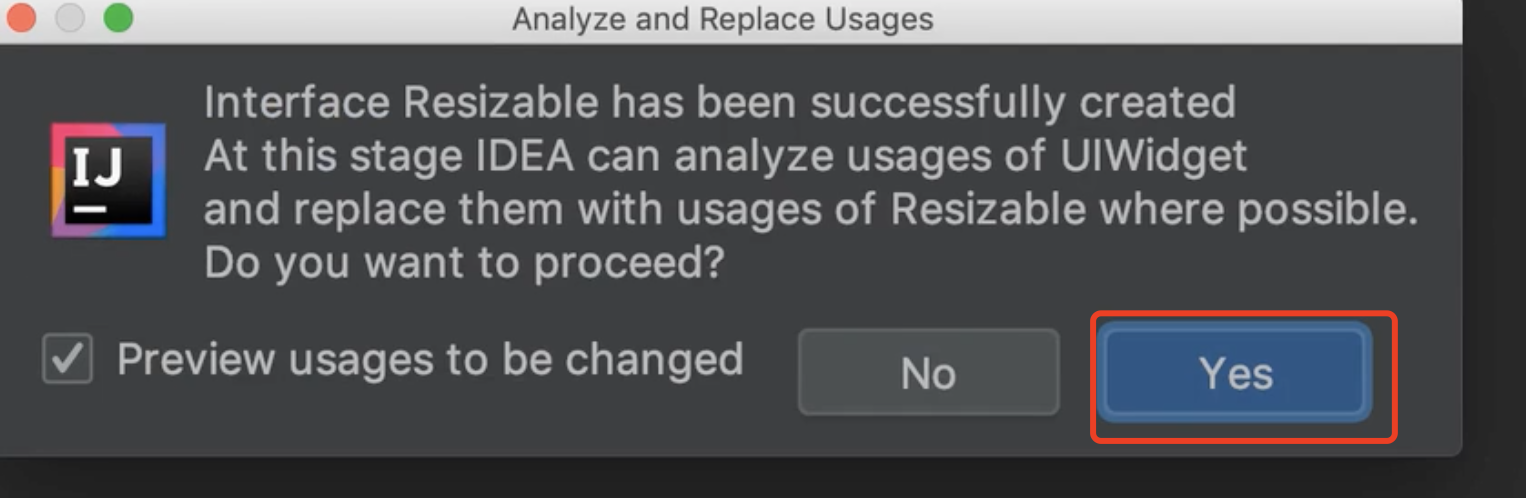 Analyze and Replace Usages
Interface Resizable has been successfully created
At this stage IDEA can analyze usages of UIWidget
and replace them with usages of Resizable where possible.
Do you want to proceed?
IJ
Preview usages to be changed
No
Yes